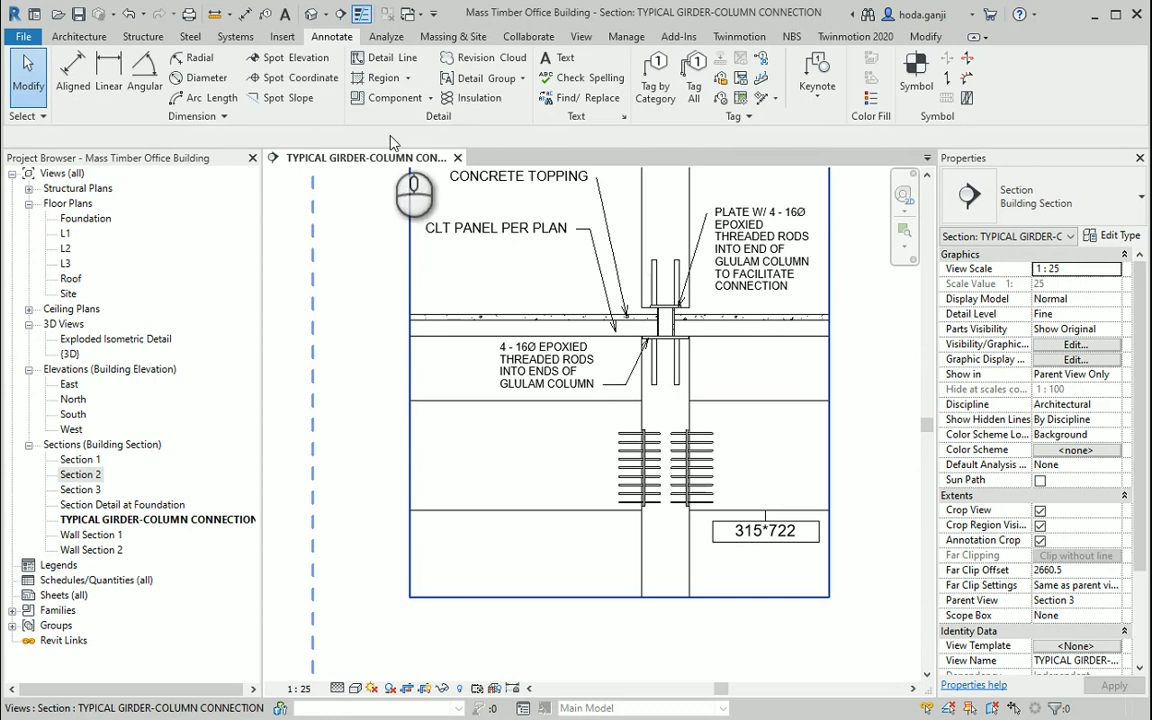 Mass Timber Office Building - Section: TYPICAL GIRDER-COLUMN CONNECTION
hoda.ganji
File Architecture Structure Steel Systems Insert Annotate Analyze Massing & Site Collaborate View Manage Add-Ins Twinmotion NBS Twinmotion 2020 Modify
Modify
Aligned Linear Angular
Radial
Diameter
Arc Length
Spot Elevation
Spot Coordinate
Spot Slope
Detail Line
Region
Component
Revision Cloud
Detail Group
Insulation
Text
Check Spelling
Find/ Replace
Tag by
Category
Tag
All
Keynote
Symbol
Select Dimension Detail Text Tag Color Fill Symbol
Project Browser - Mass Timber Office Building
Views (all)
Structural Plans
Floor Plans
Foundation
L1
L2
L3
Roof
Site
Ceiling Plans
3D Views
Exploded Isometric Detail
{3D}
Elevations (Building Elevation)
East
North
South
West
Sections (Building Section)
Section 1
Section 2
Section 3
Section Detail at Foundation
TYPICAL GIRDER-COLUMN CONNECTION
Wall Section 1
Wall Section 2
Legends
Schedules/Quantities (all)
Sheets (all)
Families
Groups
Revit Links
TYPICAL GIRDER-COLUMN CON...
CONCRETE TOPPING
CLT PANEL PER PLAN
PLATE W/ 4 - 16Ø
EPOXIED
THREADED RODS
INTO END OF
GLULAM COLUMN
TO FACILITATE
CONNECTION
4 - 16Ø EPOXIED
THREADED RODS
INTO ENDS OF
GLULAM COLUMN
315*722
2D
Properties
Section
Building Section
Section: TYPICAL GIRDER-C
Edit Type
Graphics
View Scale 1 : 25
Scale Value 1: 25
Display Model Normal
Detail Level Fine
Parts Visibility Show Original
Visibility/Graphic... Edit...
Graphic Display ... Edit...
Show in Parent View Only
Hide at scales co... 1 : 100
Discipline Architectural
Show Hidden Lines By Discipline
Color Scheme Lo... Background
Color Scheme <none>
Default Analysis ... None
Sun Path
Extents
Crop View
Crop Region Visi...
Annotation Crop
Far Clipping Clip without line
Far Clip Offset 2660.5
Far Clip Settings Same as parent vi...
Parent View Section 3
Scope Box None
Identity Data
View Template <None>
View Name TYPICAL GIRDER-...
Properties help
Apply
1 : 25
Views : Section : TYPICAL GIRDER-COLUMN CONNECTION
:0
Main Model
:0